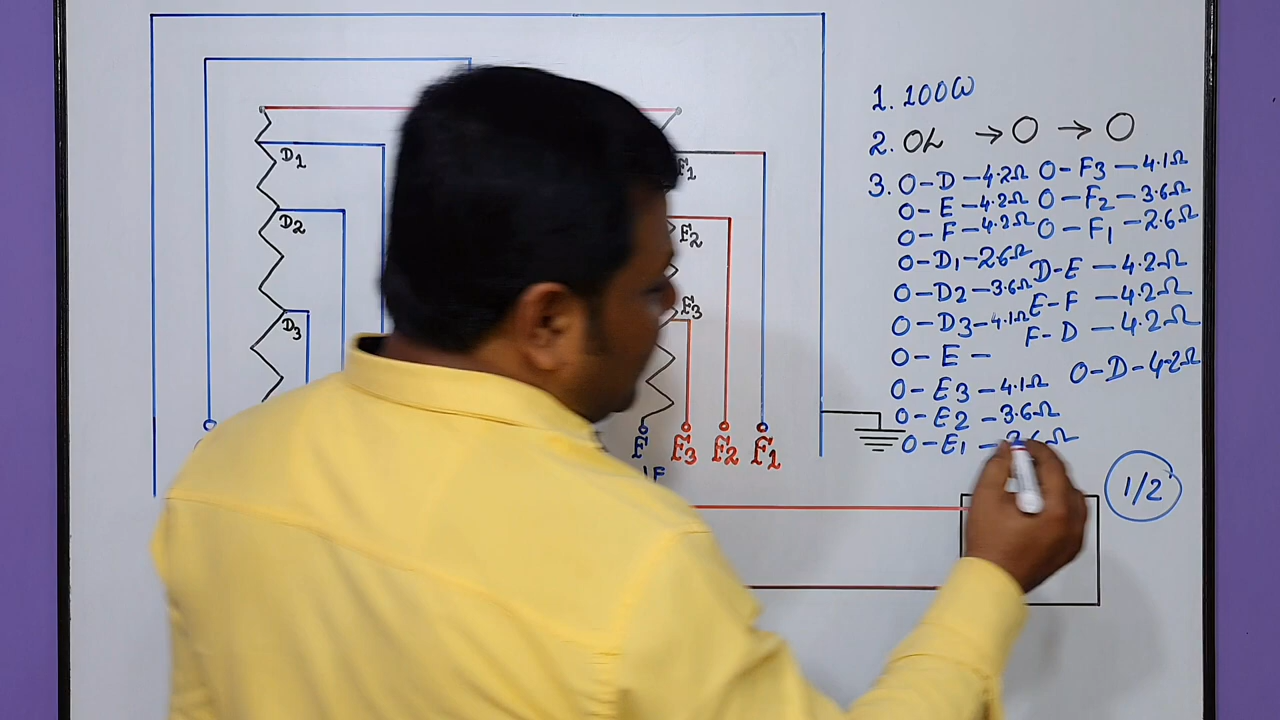 1. 100W
2. OL → O → O
3. O-D-4.2Ω O-F3-4.1Ω
O-E-4.2Ω O-F2-3.6Ω
O-F-4.2Ω O-F1-2.6Ω
O-D1-2.6Ω D-E-4.2Ω
O-D2-3.6Ω E-F-4.2Ω
O-D3-4.1Ω F-D-4.2Ω
O-E- O-D-4.2Ω
O-E3-4.1Ω
O-E2-3.6Ω
O-E1-2.6Ω
1/2
D1
D2
D3
F1
F2
F3
F F3 F2 F1